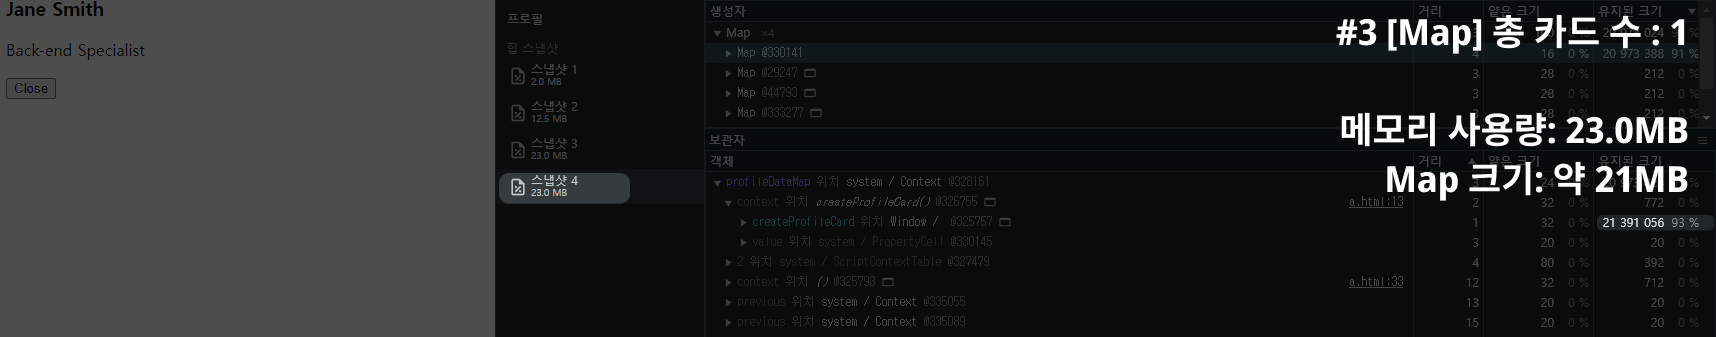 Jane Smith
Back-end Specialist
Close
프로필
힙 스냅샷
스냅샷 1
2.0 MB
스냅샷 2
12.5 MB
스냅샷 3
23.0 MB
스냅샷 4
23.0 MB
생성자 거리 얕은 크기 유지된 크기
#3 [Map] 총 카드 수 : 1
Map ×4
Map @330141 4 16 0 % 20 973 388 91 %
Map @29247 3 28 0 % 212 0 %
Map @44793 3 28 0 % 212 0 %
Map @333277 28 0 % 212 0 %
메모리 사용량: 23.0MB
Map 크기: 약 21MB
보관자
객체 거리 얕은 크기 유지된 크기
profileDataMap 위치 system / Context @328161
context 위치 createProfileCard() @326755 a.html:13 2 32 0 % 772 0 %
createProfileCard 위치 Window / @325757 1 32 0 % 21 391 056 93 %
value 위치 system / PropertyCell @330145 3 20 0 % 20 0 %
2 위치 system / ScriptContextTable @327479 4 80 0 % 392 0 %
context 위치 () @325793 a.html:33 12 32 0 % 712 0 %
previous 위치 system / Context @335055 13 20 0 % 20 0 %
previous 위치 system / Context @335089 15 20 0 % 20 0 %